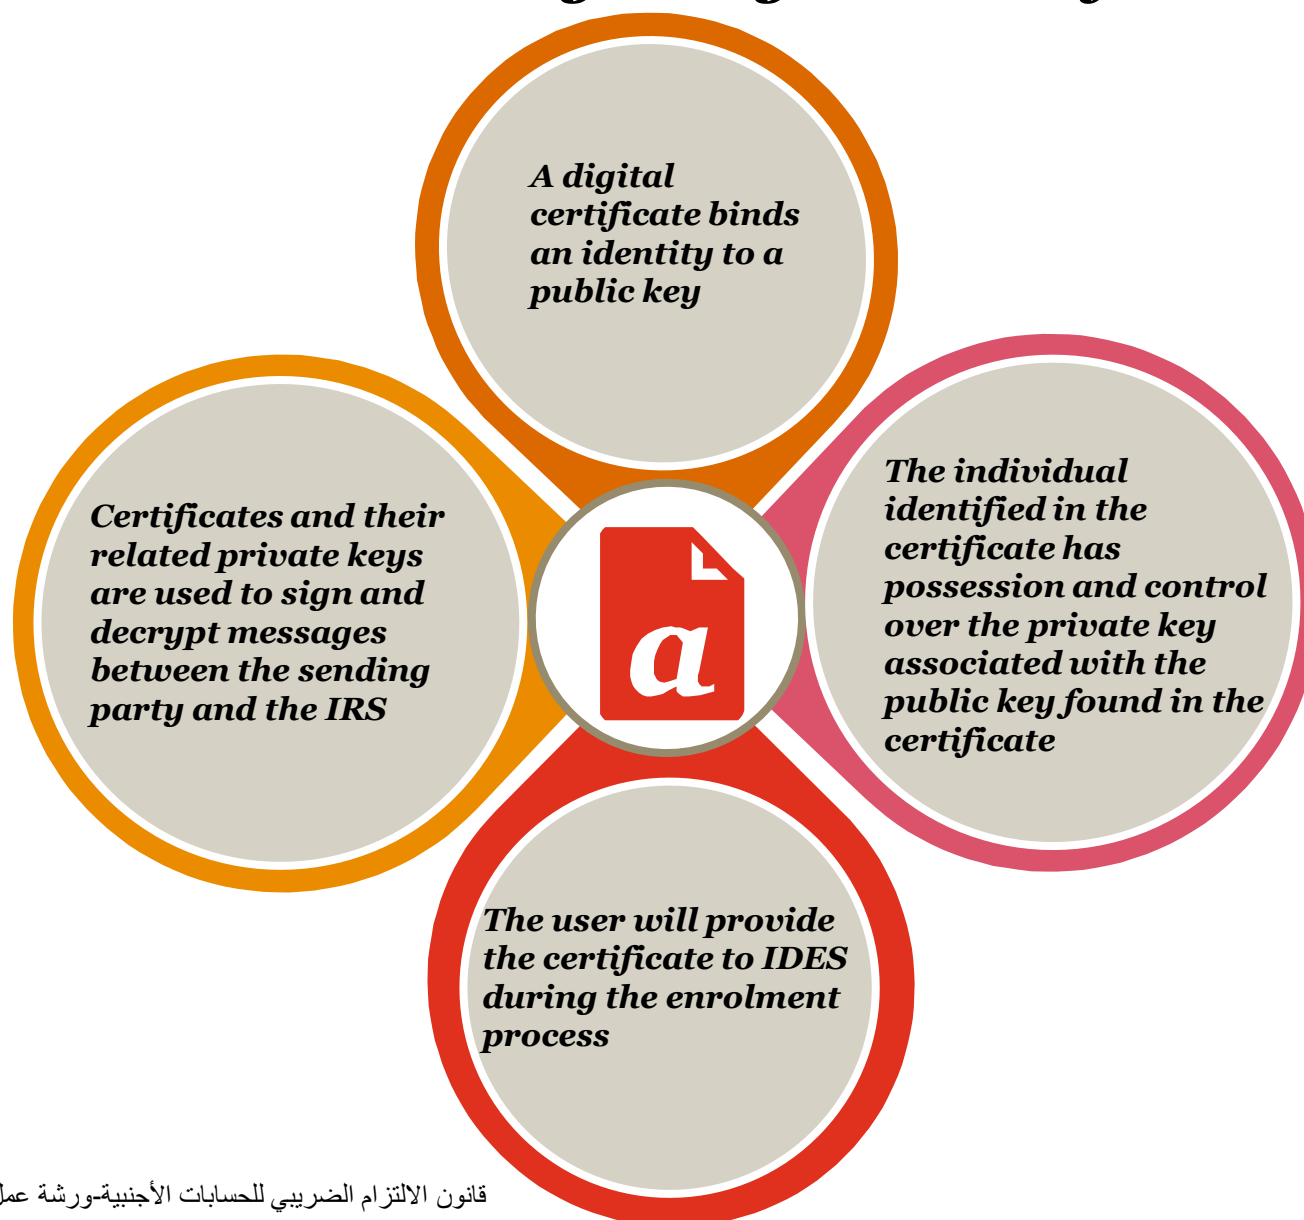 A digital
certificate binds
an identity to a
public key
The individual
identified in the
certificate has
possession and control
over the private key
associated with the
public key found in the
certificate
The user will provide
the certificate to IDES
during the enrolment
process
Certificates and their
related private keys
are used to sign and
decrypt messages
between the sending
party and the IRS
a
قانون الالتزام الضريبي للحسابات الأجنبية-ورشة عمل